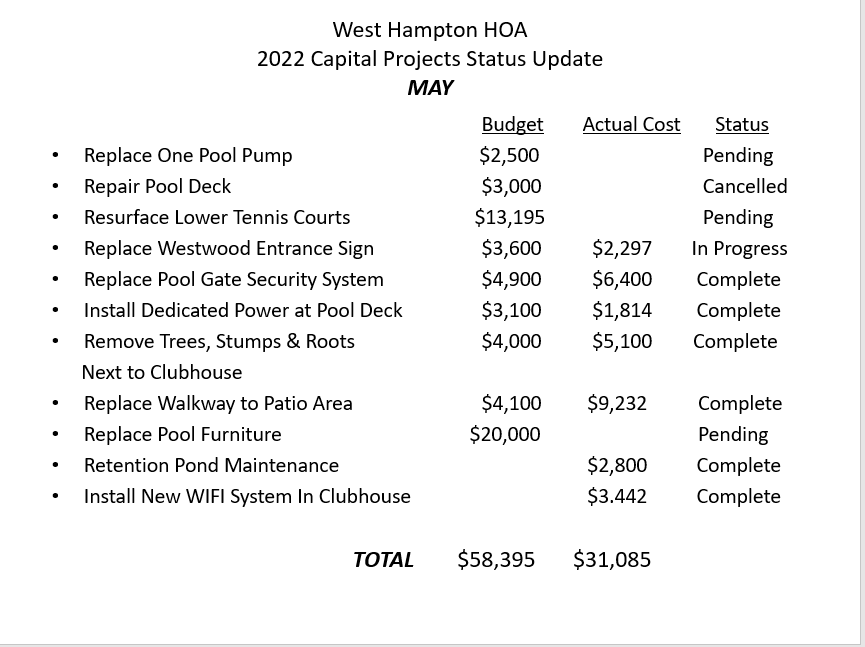 West Hampton HOA
2022 Capital Projects Status Update
MAY
Budget Actual Cost Status
• Replace One Pool Pump $2,500 Pending
• Repair Pool Deck $3,000 Cancelled
• Resurface Lower Tennis Courts $13,195 Pending
• Replace Westwood Entrance Sign $3,600 $2,297 In Progress
• Replace Pool Gate Security System $4,900 $6,400 Complete
• Install Dedicated Power at Pool Deck $3,100 $1,814 Complete
• Remove Trees, Stumps & Roots $4,000 $5,100 Complete
Next to Clubhouse
• Replace Walkway to Patio Area $4,100 $9,232 Complete
• Replace Pool Furniture $20,000 Pending
• Retention Pond Maintenance $2,800 Complete
• Install New WIFI System In Clubhouse $3.442 Complete
TOTAL $58,395 $31,085